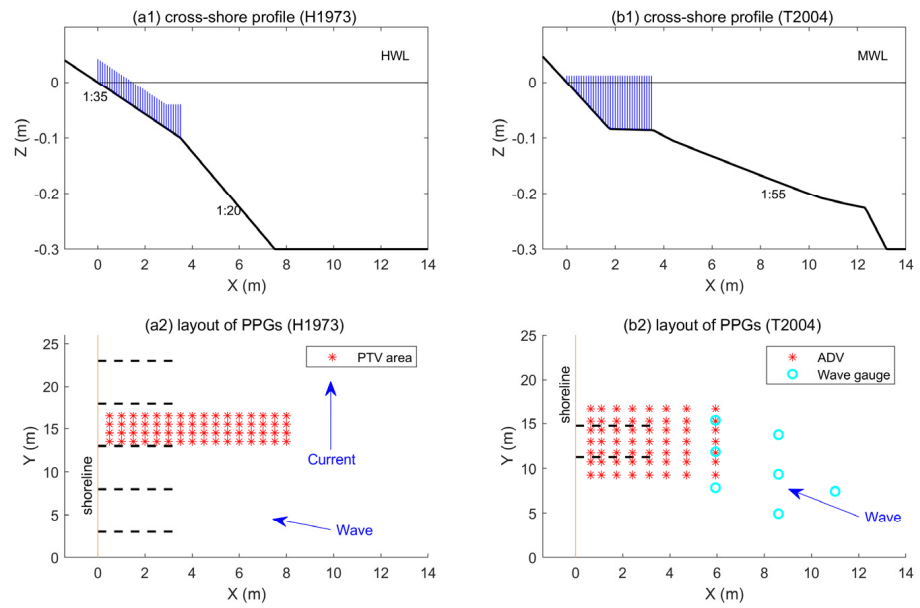 (a1) cross-shore profile (H1973)
HWL
0
-0.1
-0.2
-0.3
Z (m)
1:35
1:20
0 2 4 6 8 10 12 14
X (m)
(b1) cross-shore profile (T2004)
MWL
0
-0.1
-0.2
-0.3
Z (m)
1:55
0 2 4 6 8 10 12 14
X (m)
(a2) layout of PPGs (H1973)
25
20
15
10
5
0
Y (m)
shoreline
PTV area
Current
Wave
0 2 4 6 8 10 12 14
X (m)
(b2) layout of PPGs (T2004)
25
20
15
10
5
0
Y (m)
shoreline
ADV
Wave gauge
Wave
0 2 4 6 8 10 12 14
X (m)